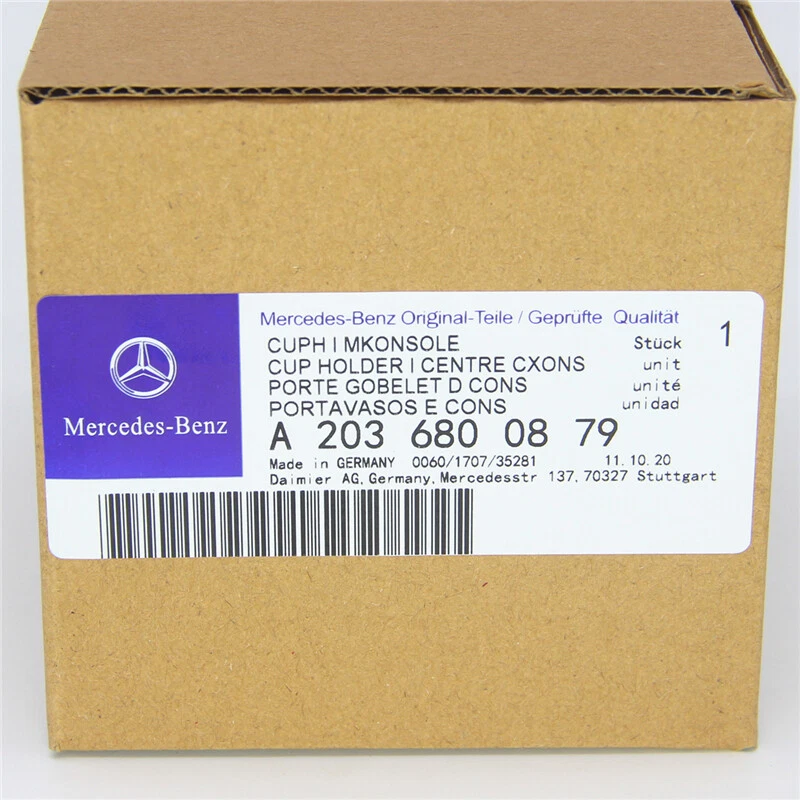 Mercedes-Benz Original-Teile / Geprüfte Qualität
CUPH I MKONSOLE Stück 1
CUP HOLDER I CENTRE CXONS unit
PORTE GOBELET D CONS unité
PORTAVASOS E CONS unidad
Mercedes-Benz
A 203 680 08 79
Made in GERMANY 0060/1707/35281 11.10.20
Daimier AG, Germany, Mercedesstr 137, 70327 Stuttgart